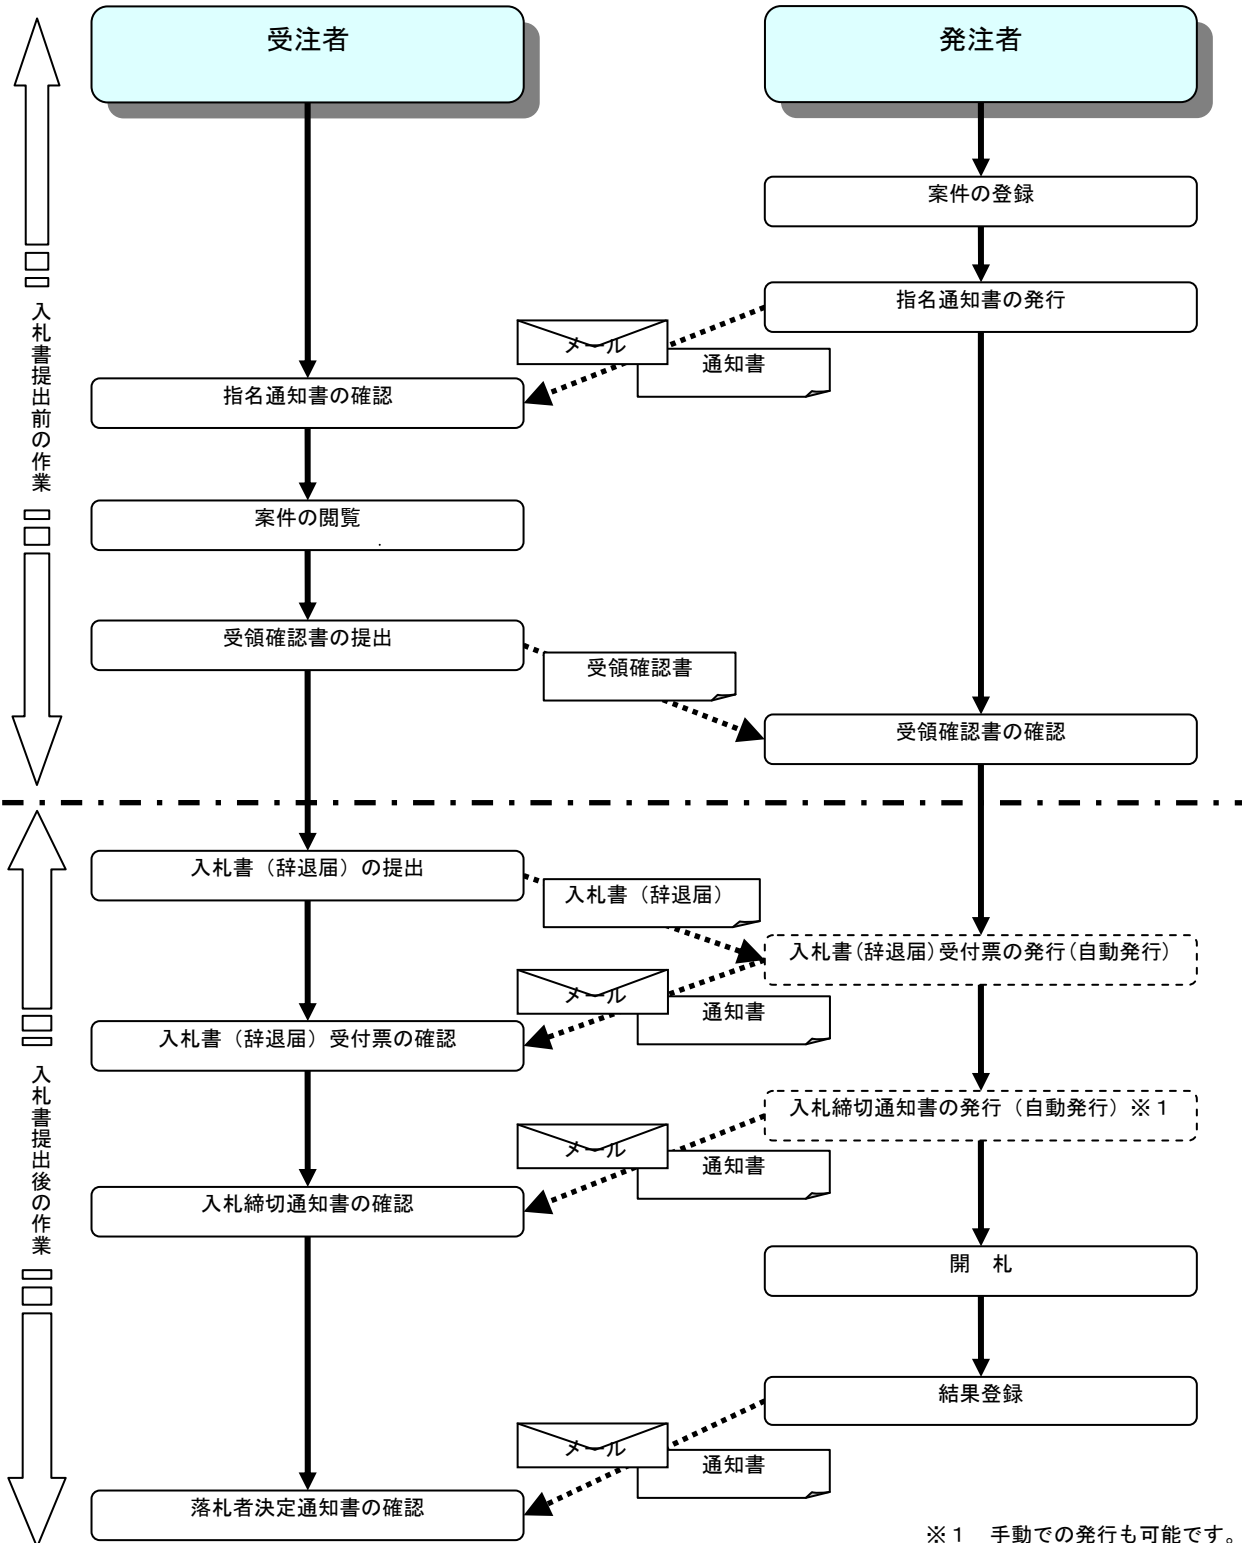 受注者
発注者
案件の登録
指名通知書の発行
メール
通知書
指名通知書の確認
入札書提出前の作業
案件の閲覧
受領確認書の提出
受領確認書
受領確認書の確認
入札書（辞退届）の提出
入札書（辞退届）
入札書(辞退届)受付票の発行(自動発行)
メール
通知書
入札書（辞退届）受付票の確認
入札書提出後の作業
入札締切通知書の発行（自動発行）※１
メール
通知書
入札締切通知書の確認
開　札
結果登録
メール
通知書
落札者決定通知書の確認
※１　手動での発行も可能です。